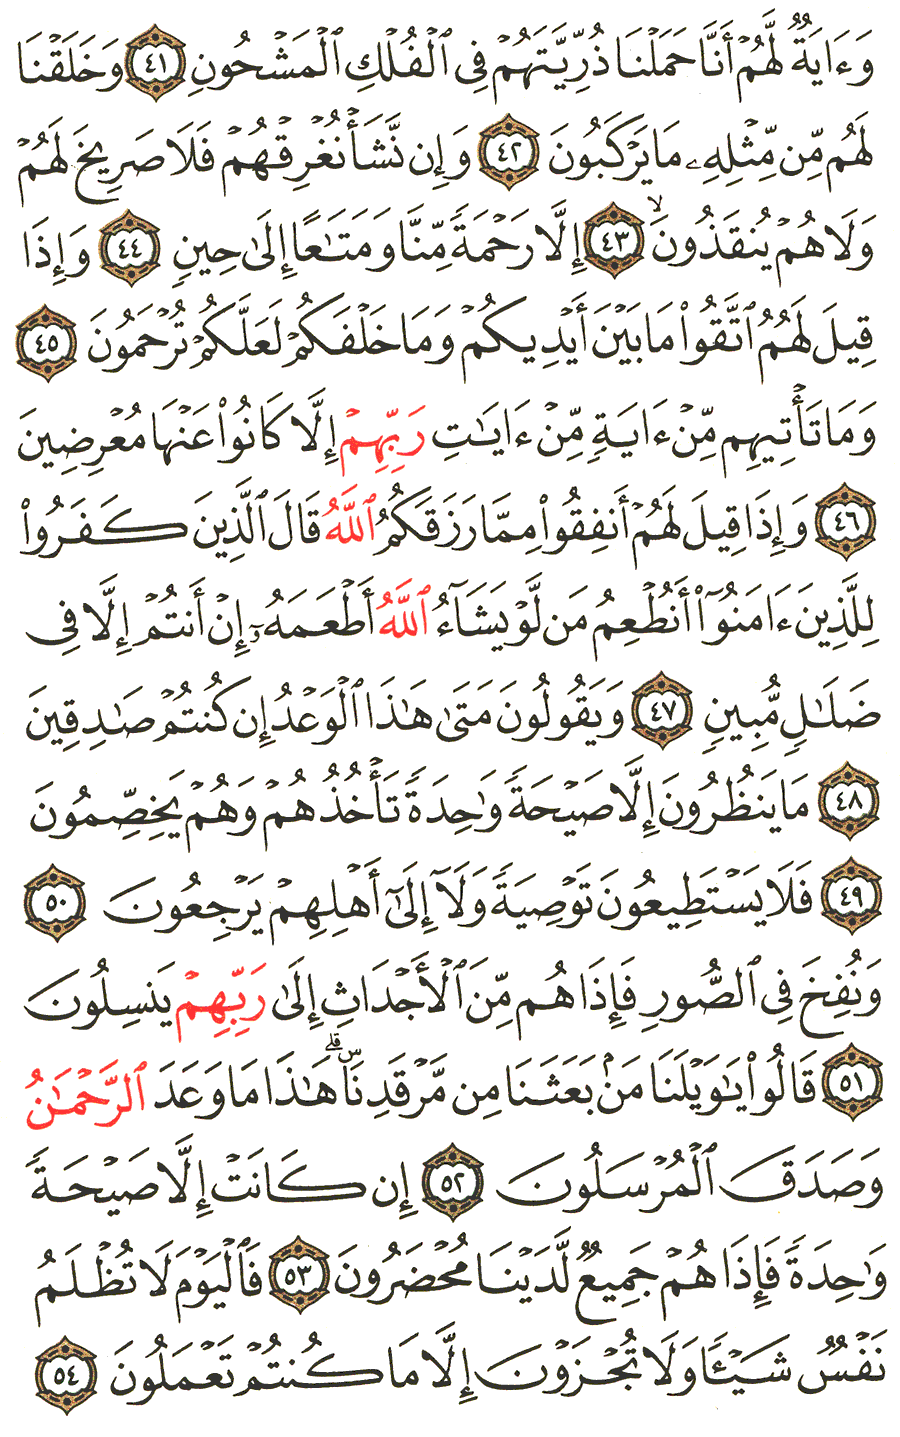 وَءَايَةٌ لَّهُمْ أَنَّا حَمَلْنَا ذُرِّيَّتَهُمْ فِى ٱلْفُلْكِ ٱلْمَشْحُونِ ٤١ وَخَلَقْنَا
لَهُم مِّن مِّثْلِهِۦ مَا يَرْكَبُونَ ٤٢ وَإِن نَّشَأْ نُغْرِقْهُمْ فَلَا صَرِيخَ لَهُمْ
وَلَا هُمْ يُنقَذُونَ ۙ ٤٣ إِلَّا رَحْمَةً مِّنَّا وَمَتَـٰعًا إِلَىٰ حِينٍ ٤٤ وَإِذَا
قِيلَ لَهُمُ ٱتَّقُوا۟ مَا بَيْنَ أَيْدِيكُمْ وَمَا خَلْفَكُمْ لَعَلَّكُمْ تُرْحَمُونَ ٤٥
وَمَا تَأْتِيهِم مِّنْ ءَايَةٍ مِّنْ ءَايَـٰتِ رَبِّهِمْ إِلَّا كَانُوا۟ عَنْهَا مُعْرِضِينَ
٤٦ وَإِذَا قِيلَ لَهُمْ أَنفِقُوا۟ مِمَّا رَزَقَكُمُ ٱللَّهُ قَالَ ٱلَّذِينَ كَفَرُوا۟
لِلَّذِينَ ءَامَنُوٓا۟ أَنُطْعِمُ مَن لَّوْ يَشَآءُ ٱللَّهُ أَطْعَمَهُۥٓ إِنْ أَنتُمْ إِلَّا فِى
ضَلَـٰلٍ مُّبِينٍ ٤٧ وَيَقُولُونَ مَتَىٰ هَـٰذَا ٱلْوَعْدُ إِن كُنتُمْ صَـٰدِقِينَ
٤٨ مَا يَنظُرُونَ إِلَّا صَيْحَةً وَٰحِدَةً تَأْخُذُهُمْ وَهُمْ يَخِصِّمُونَ
٤٩ فَلَا يَسْتَطِيعُونَ تَوْصِيَةً وَلَآ إِلَىٰٓ أَهْلِهِمْ يَرْجِعُونَ ٥٠
وَنُفِخَ فِى ٱلصُّورِ فَإِذَا هُم مِّنَ ٱلْأَجْدَاثِ إِلَىٰ رَبِّهِمْ يَنسِلُونَ
٥١ قَالُوا۟ يَـٰوَيْلَنَا مَنۢ بَعَثَنَا مِن مَّرْقَدِنَا ۜ ۗ هَـٰذَا مَا وَعَدَ ٱلرَّحْمَـٰنُ
وَصَدَقَ ٱلْمُرْسَلُونَ ٥٢ إِن كَانَتْ إِلَّا صَيْحَةً
وَٰحِدَةً فَإِذَا هُمْ جَمِيعٌ لَّدَيْنَا مُحْضَرُونَ ٥٣ فَٱلْيَوْمَ لَا تُظْلَمُ
نَفْسٌ شَيْـًٔا وَلَا تُجْزَوْنَ إِلَّا مَا كُنتُمْ تَعْمَلُونَ ٥٤